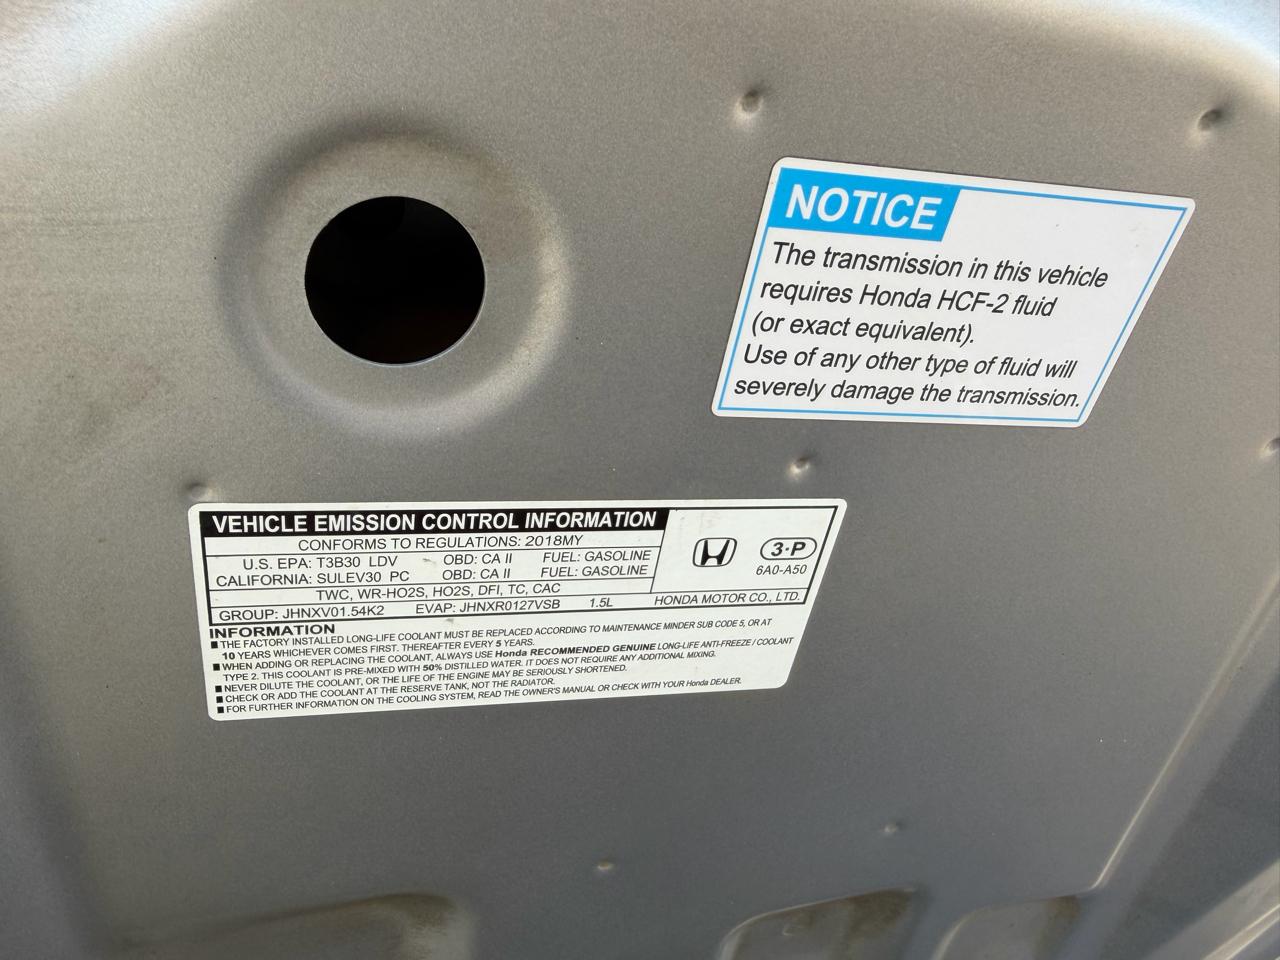 NOTICE
The transmission in this vehicle
requires Honda HCF-2 fluid
(or exact equivalent).
Use of any other type of fluid will
severely damage the transmission.
VEHICLE EMISSION CONTROL INFORMATION
CONFORMS TO REGULATIONS: 2018MY
U.S. EPA: T3B30 LDV OBD: CA II FUEL: GASOLINE
CALIFORNIA: SULEV30 PC OBD: CA II FUEL: GASOLINE
TWC, WR-HO2S, HO2S, DFI, TC, CAC
GROUP: JHNXV01.54K2 EVAP: JHNXR0127VSB 1.5L
3·P
6A0-A50
HONDA MOTOR CO., LTD.
INFORMATION
■ THE FACTORY INSTALLED LONG-LIFE COOLANT MUST BE REPLACED ACCORDING TO MAINTENANCE MINDER SUB CODE 5, OR AT
10 YEARS WHICHEVER COMES FIRST. THEREAFTER EVERY 5 YEARS.
■ WHEN ADDING OR REPLACING THE COOLANT, ALWAYS USE Honda RECOMMENDED GENUINE LONG-LIFE ANTI-FREEZE / COOLANT
TYPE 2. THIS COOLANT IS PRE-MIXED WITH 50% DISTILLED WATER. IT DOES NOT REQUIRE ANY ADDITIONAL MIXING.
■ NEVER DILUTE THE COOLANT, OR THE LIFE OF THE ENGINE MAY BE SERIOUSLY SHORTENED.
■ CHECK OR ADD THE COOLANT AT THE RESERVE TANK, NOT THE RADIATOR.
■ FOR FURTHER INFORMATION ON THE COOLING SYSTEM, READ THE OWNER'S MANUAL OR CHECK WITH YOUR Honda DEALER.